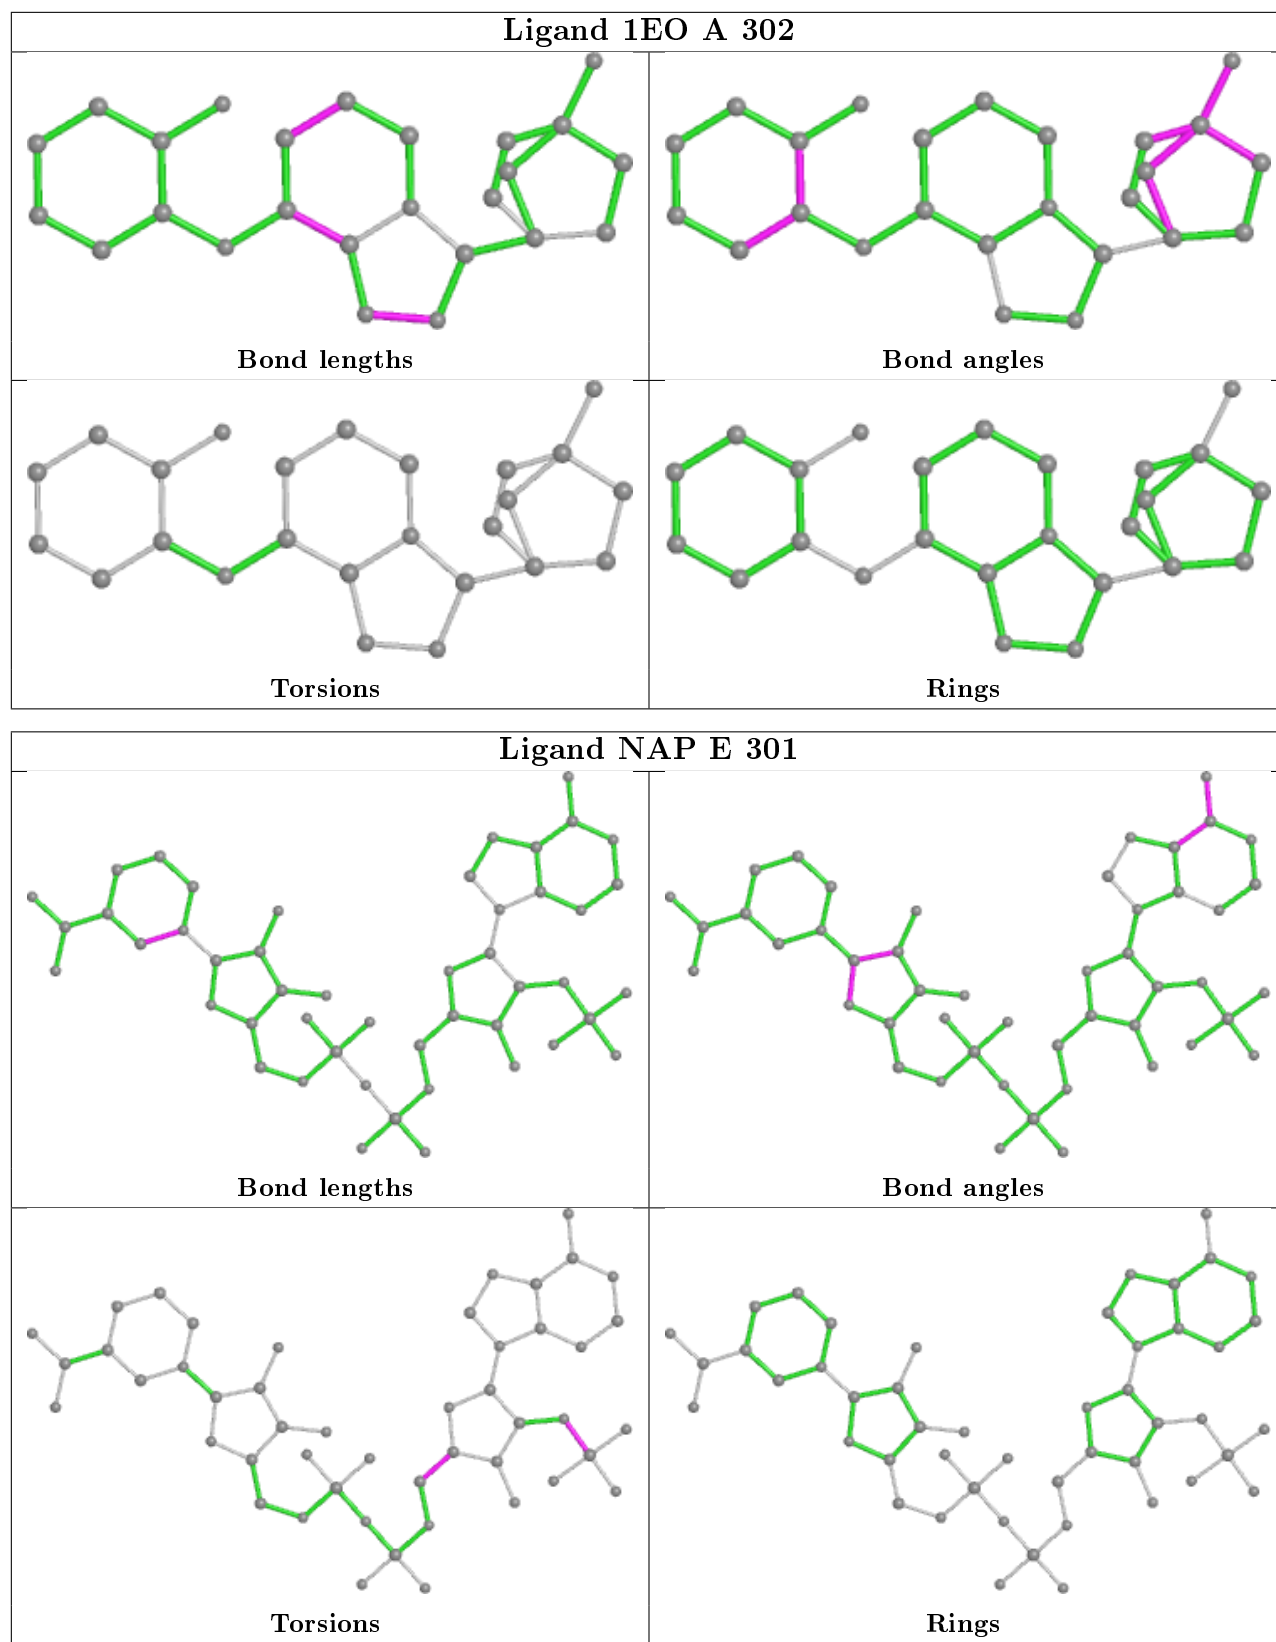 Ligand 1EO A 302
Bond lengths
Bond angles
Torsions
Rings
Ligand NAP E 301
Bond lengths
Bond angles
Torsions
Rings